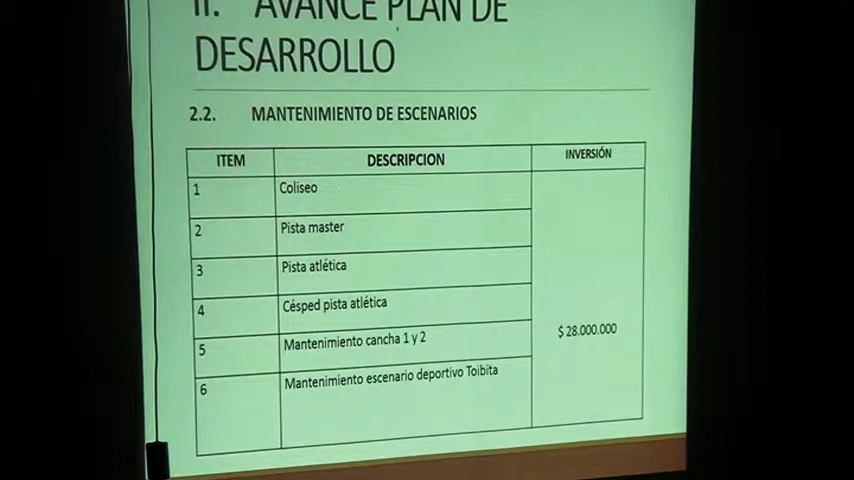 II. AVANCE PLAN DE
DESARROLLO
2.2. MANTENIMIENTO DE ESCENARIOS
ITEM DESCRIPCION INVERSIÓN
1 Coliseo
2 Pista master
3 Pista atlética
4 Césped pista atlética
5 Mantenimiento cancha 1 y 2
$ 28.000.000
6 Mantenimiento escenario deportivo Toibita